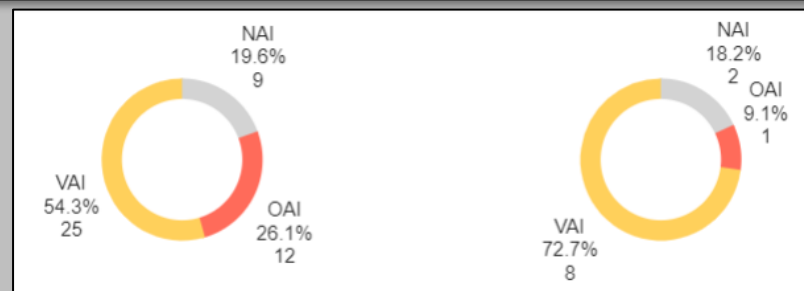 NAI
19.6%
9
VAI
54.3%
25
OAI
26.1%
12
NAI
18.2%
2
OAI
9.1%
1
VAI
72.7%
8